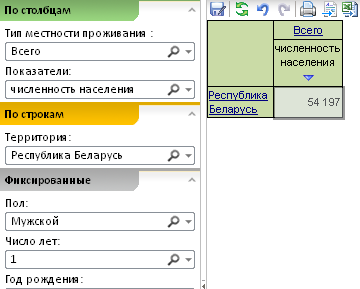 По столбцам
Тип местности проживания :
Всего
Показатели:
численность населения
По строкам
Территория:
Республика Беларусь
Фиксированные
Пол:
Мужской
Число лет:
1
Год рождения:
Всего
численность
населения
Республика
Беларусь
54 197